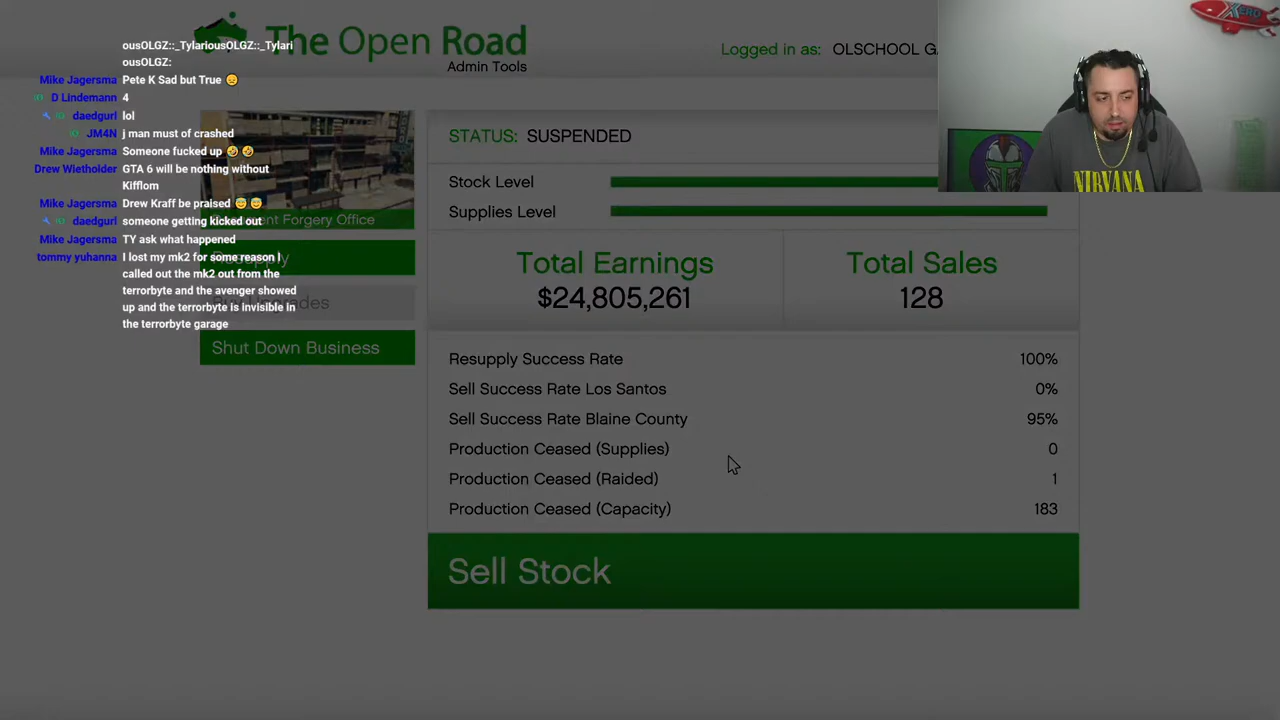 ousOLGZ::_TylariousOLGZ::_Tylari
ousOLGZ:
Mike Jagersma Pete K Sad but True 😞
D Lindemann 4
daedgurl lol
JM4N j man must of crashed
Mike Jagersma Someone fucked up 🤣🤣
Drew Wietholder GTA 6 will be nothing without
Kifflom
Mike Jagersma Drew Kraff be praised 😇😇
daedgurl someone getting kicked out
Mike Jagersma TY ask what happened
tommy yuhanna I lost my mk2 for some reason I
called out the mk2 out from the
terrorbyte and the avenger showed
up and the terrorbyte is invisible in
the terrorbyte garage
The Open Road
Admin Tools
Logged in as: OLSCHOOL
XERO
NIRVANA
Forgery Office
Buy Upgrades
Shut Down Business
STATUS: SUSPENDED
Stock Level
Supplies Level
Total Earnings
$24,805,261
Total Sales
128
Resupply Success Rate 100%
Sell Success Rate Los Santos 0%
Sell Success Rate Blaine County 95%
Production Ceased (Supplies) 0
Production Ceased (Raided) 1
Production Ceased (Capacity) 183
Sell Stock